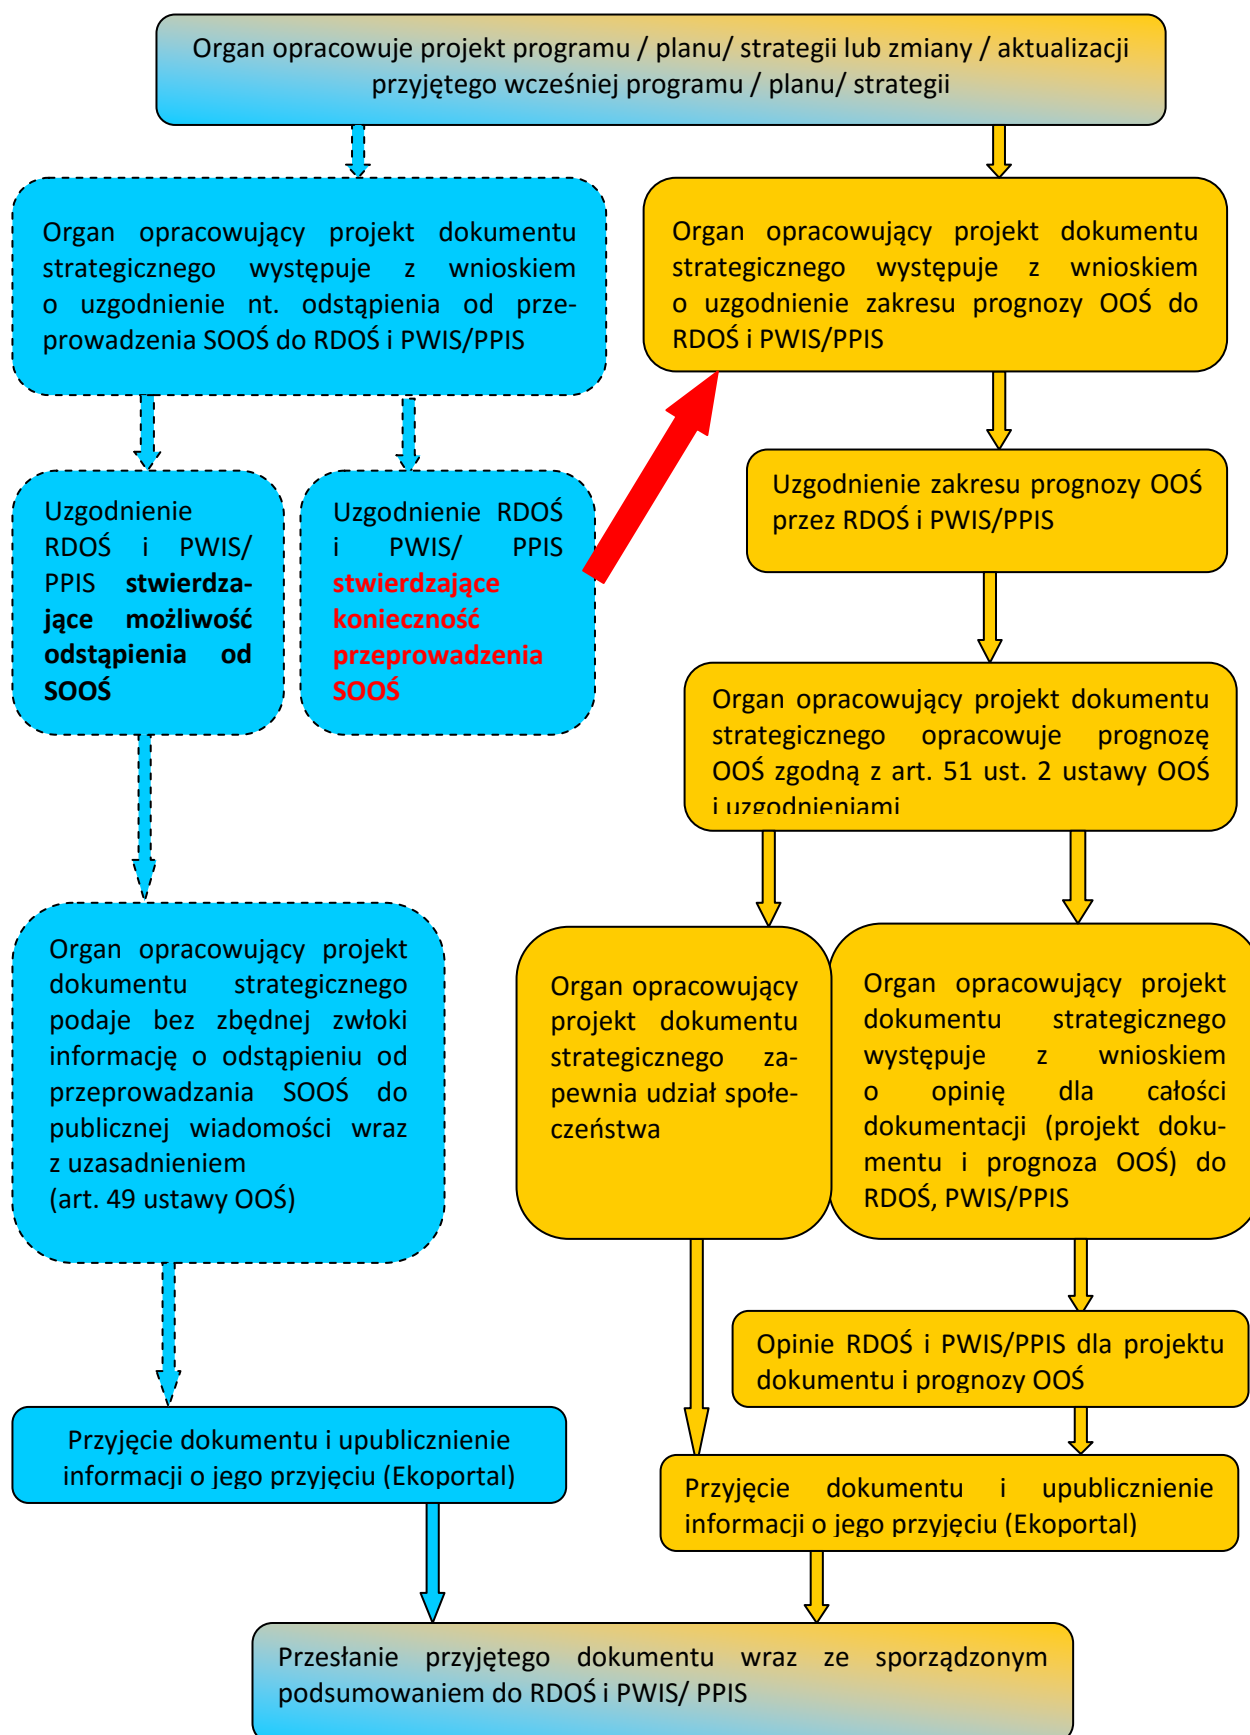 Organ opracowuje projekt programu / planu/ strategii lub zmiany / aktualizacji
przyjętego wcześniej programu / planu/ strategii
Organ opracowujący projekt dokumentu
strategicznego występuje z wnioskiem
o uzgodnienie nt. odstąpienia od prze-
prowadzenia SOOŚ do RDOŚ i PWIS/PPIS
Organ opracowujący projekt dokumentu
strategicznego występuje z wnioskiem
o uzgodnienie zakresu prognozy OOŚ do
RDOŚ i PWIS/PPIS
Uzgodnienie
RDOŚ i PWIS/
PPIS stwierdza-
jące możliwość
odstąpienia od
SOOŚ
Uzgodnienie RDOŚ
i PWIS/ PPIS
stwierdzające
konieczność
przeprowadzenia
SOOŚ
Uzgodnienie zakresu prognozy OOŚ
przez RDOŚ i PWIS/PPIS
Organ opracowujący projekt dokumentu
strategicznego opracowuje prognozę
OOŚ zgodną z art. 51 ust. 2 ustawy OOŚ
i uzgodnieniami
Organ opracowujący projekt
dokumentu strategicznego
podaje bez zbędnej zwłoki
informację o odstąpieniu od
przeprowadzania SOOŚ do
publicznej wiadomości wraz
z uzasadnieniem
(art. 49 ustawy OOŚ)
Organ opracowujący
projekt dokumentu
strategicznego za-
pewnia udział społe-
czeństwa
Organ opracowujący projekt
dokumentu strategicznego
występuje z wnioskiem
o opinię dla całości
dokumentacji (projekt doku-
mentu i prognoza OOŚ) do
RDOŚ, PWIS/PPIS
Opinie RDOŚ i PWIS/PPIS dla projektu
dokumentu i prognozy OOŚ
Przyjęcie dokumentu i upublicznienie
informacji o jego przyjęciu (Ekoportal)
Przyjęcie dokumentu i upublicznienie
informacji o jego przyjęciu (Ekoportal)
Przesłanie przyjętego dokumentu wraz ze sporządzonym
podsumowaniem do RDOŚ i PWIS/ PPIS